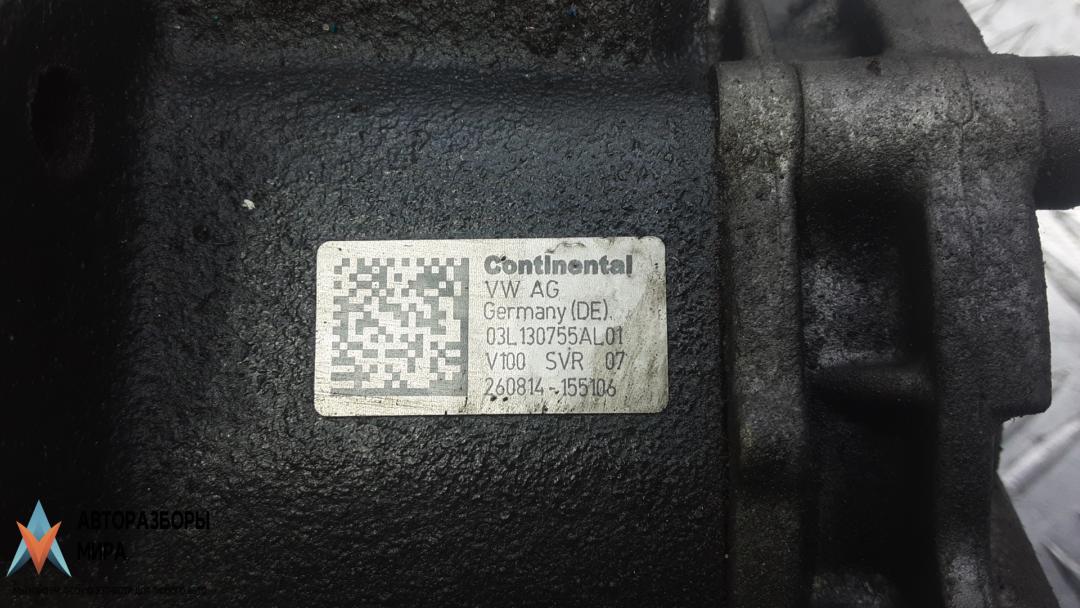 Continental
VW AG
Germany (DE).
03L130755AL01
V100 SVR 07
260814-155106
АВТОРАЗБОРЫ
МИРА